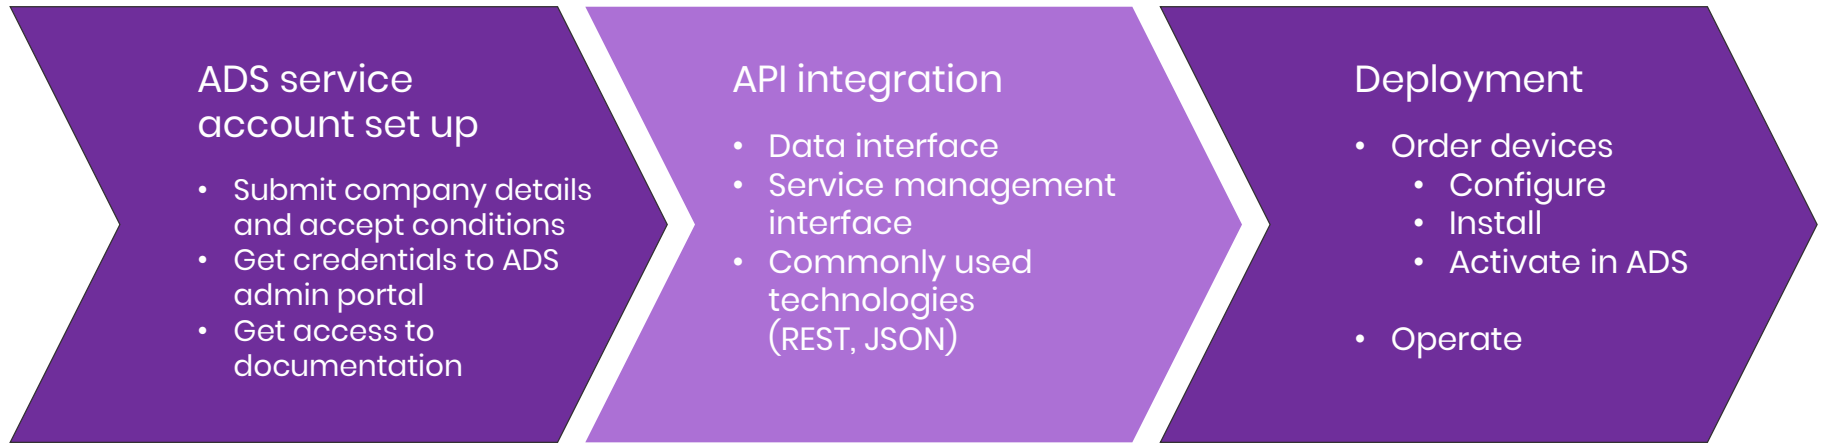 ADS service
account set up
• Submit company details
and accept conditions
• Get credentials to ADS
admin portal
• Get access to
documentation
API integration
• Data interface
• Service management
interface
• Commonly used
technologies
(REST, JSON)
Deployment
• Order devices
• Configure
• Install
• Activate in ADS
• Operate